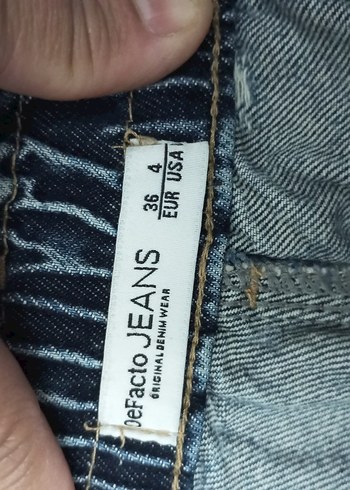 DeFacto JEANS
ORIGINAL DENIM WEAR
36 4
EUR USA